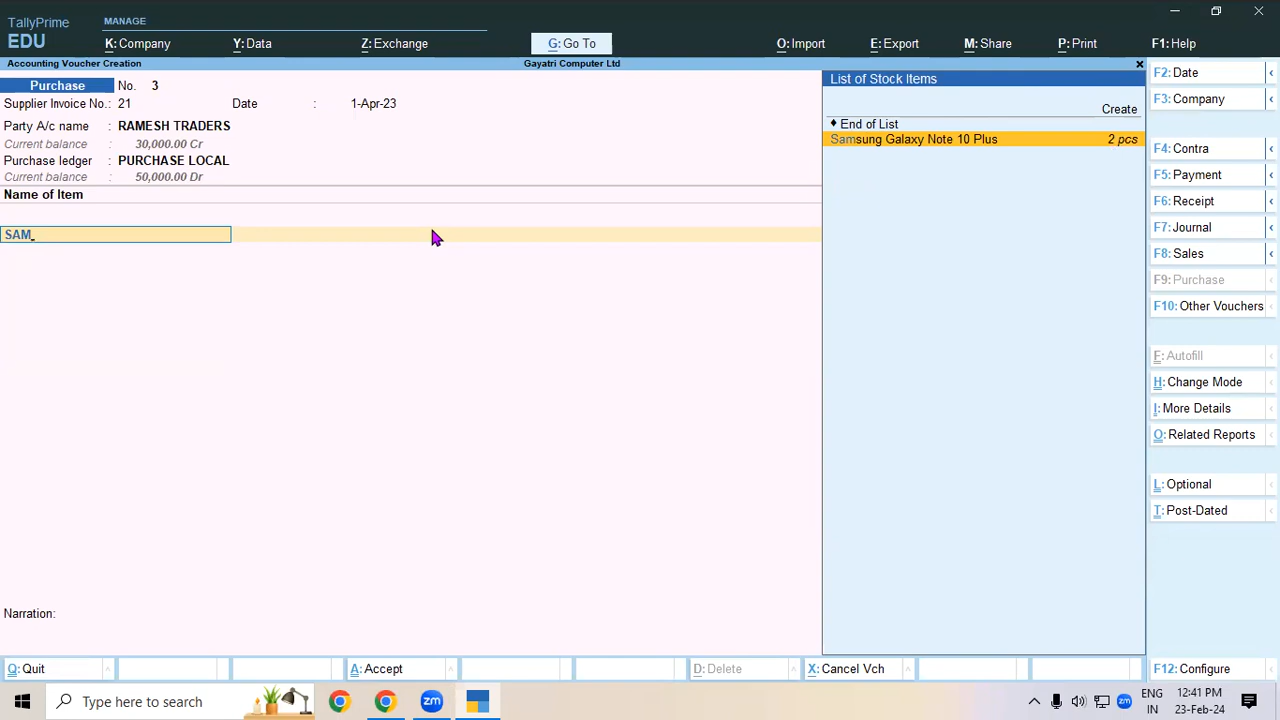 TallyPrime
EDU
MANAGE
K: Company
Y: Data
Z: Exchange
G: Go To
O: Import
E: Export
M: Share
P: Print
F1: Help
Accounting Voucher Creation
Gayatri Computer Ltd
Purchase No. 3
Supplier Invoice No.: 21 Date : 1-Apr-23
Party A/c name : RAMESH TRADERS
Current balance : 30,000.00 Cr
Purchase ledger : PURCHASE LOCAL
Current balance : 50,000.00 Dr
Name of Item
SAM
Narration:
List of Stock Items
Create
♦ End of List
Samsung Galaxy Note 10 Plus 2 pcs
F2: Date
F3: Company
F4: Contra
F5: Payment
F6: Receipt
F7: Journal
F8: Sales
F9: Purchase
F10: Other Vouchers
F: Autofill
H: Change Mode
I: More Details
O: Related Reports
L: Optional
T: Post-Dated
Q: Quit
A: Accept
D: Delete
X: Cancel Vch
F12: Configure
Type here to search
zm
zm
ENG
IN
12:41 PM
23-Feb-24